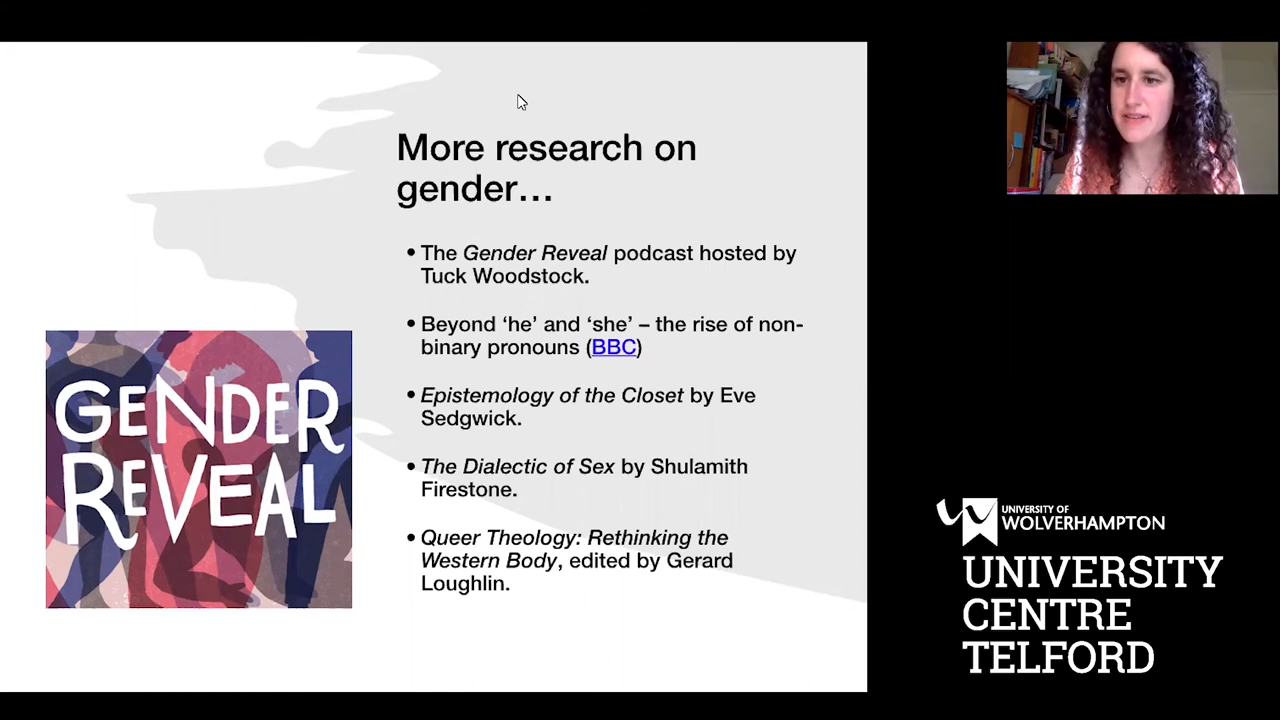 More research on
gender…
• The Gender Reveal podcast hosted by
Tuck Woodstock.
• Beyond ‘he’ and ‘she’ – the rise of non-
binary pronouns (BBC)
• Epistemology of the Closet by Eve
Sedgwick.
• The Dialectic of Sex by Shulamith
Firestone.
• Queer Theology: Rethinking the
Western Body, edited by Gerard
Loughlin.
GENDER
REVEAL
UNIVERSITY OF
WOLVERHAMPTON
UNIVERSITY
CENTRE
TELFORD